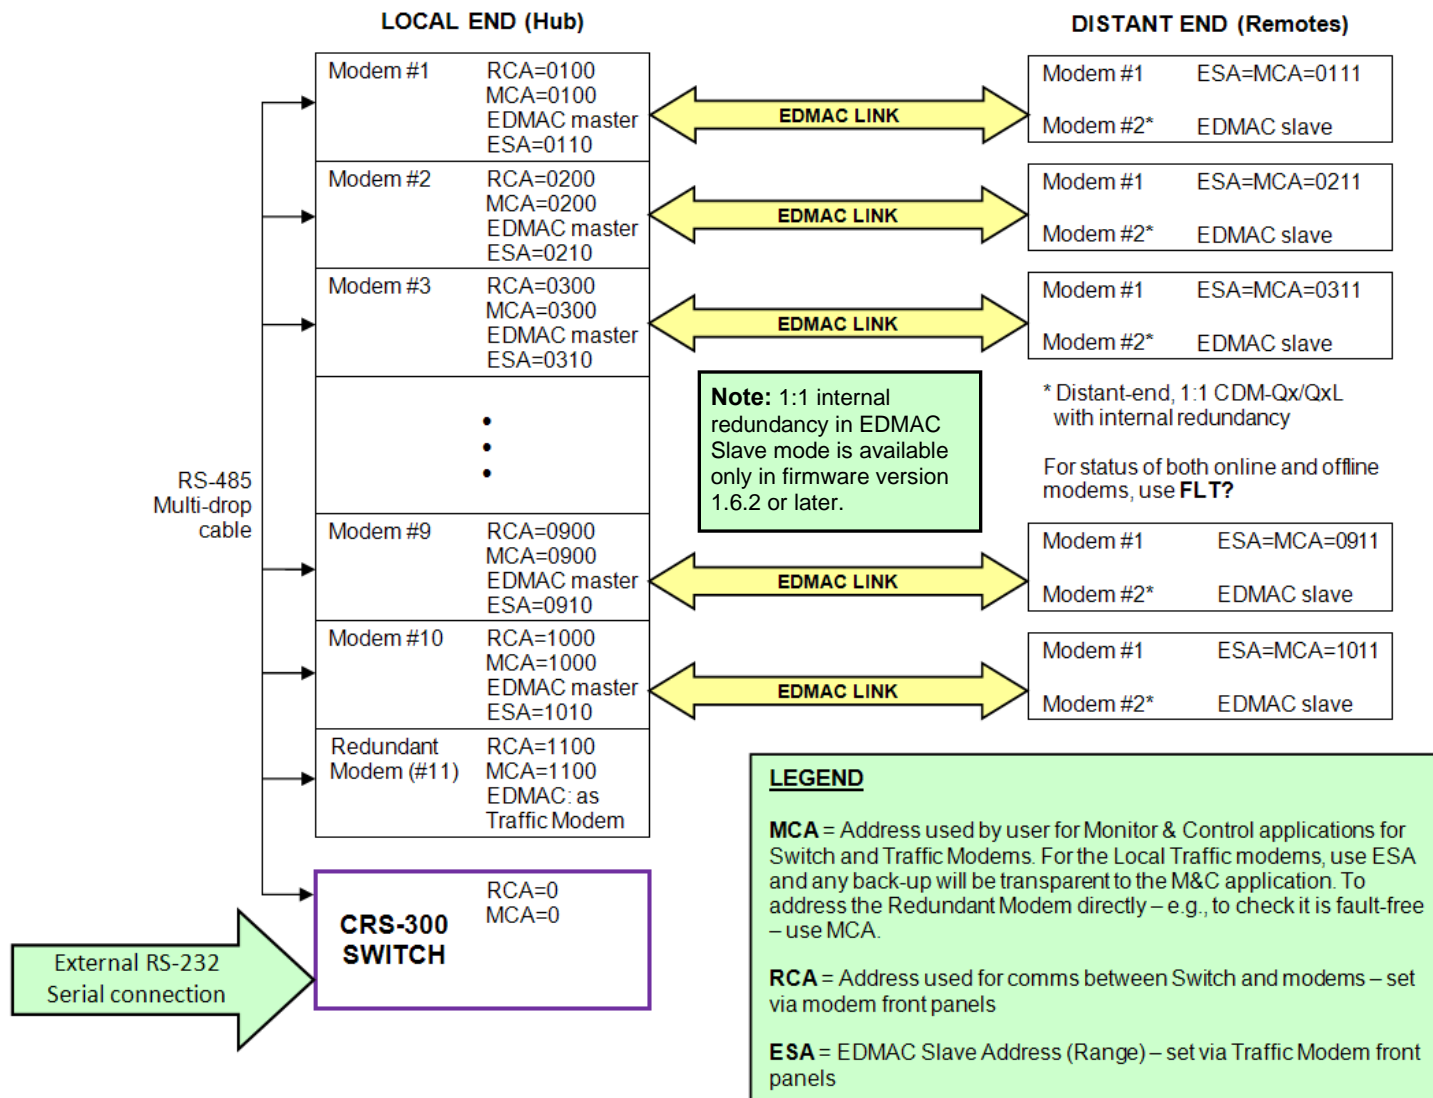 LOCAL END (Hub)
DISTANT END (Remotes)
Modem #1 RCA=0100
MCA=0100
EDMAC master
ESA=0110
EDMAC LINK
Modem #1 ESA=MCA=0111
Modem #2* EDMAC slave
Modem #2 RCA=0200
MCA=0200
EDMAC master
ESA=0210
EDMAC LINK
Modem #1 ESA=MCA=0211
Modem #2* EDMAC slave
Modem #3 RCA=0300
MCA=0300
EDMAC master
ESA=0310
EDMAC LINK
Modem #1 ESA=MCA=0311
Modem #2* EDMAC slave
Note: 1:1 internal
redundancy in EDMAC
Slave mode is available
only in firmware version
1.6.2 or later.
* Distant-end, 1:1 CDM-Qx/QxL
with internal redundancy
For status of both online and offline
modems, use FLT?
RS-485
Multi-drop
cable
Modem #9 RCA=0900
MCA=0900
EDMAC master
ESA=0910
EDMAC LINK
Modem #1 ESA=MCA=0911
Modem #2* EDMAC slave
Modem #10 RCA=1000
MCA=1000
EDMAC master
ESA=1010
EDMAC LINK
Modem #1 ESA=MCA=1011
Modem #2* EDMAC slave
Redundant RCA=1100
Modem (#11) MCA=1100
EDMAC: as
Traffic Modem
RCA=0
MCA=0
CRS-300
SWITCH
External RS-232
Serial connection
LEGEND
MCA = Address used by user for Monitor & Control applications for
Switch and Traffic Modems. For the Local Traffic modems, use ESA
and any back-up will be transparent to the M&C application. To
address the Redundant Modem directly – e.g., to check it is fault-free
– use MCA.
RCA = Address used for comms between Switch and modems – set
via modem front panels
ESA = EDMAC Slave Address (Range) – set via Traffic Modem front
panels